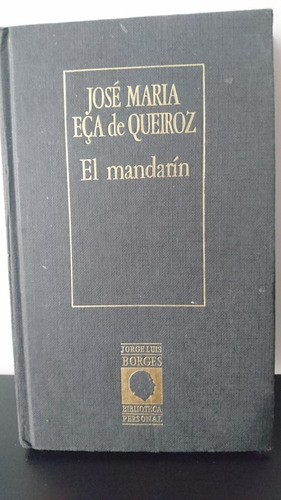 JOSÉ MARIA
EÇA de QUEIROZ
El mandarín
JORGE LUIS
BORGES
BIBLIOTECA
PERSONAL